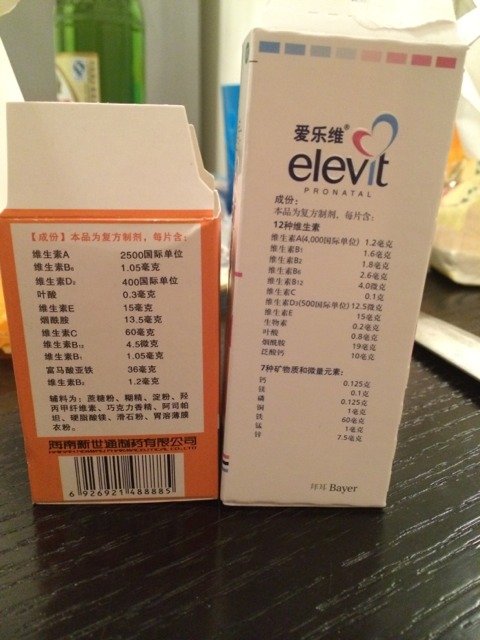 【成份】本品为复方制剂，每片含：
维生素A 2500国际单位
维生素B₆ 1.05毫克
维生素D₂ 400国际单位
叶酸 0.3毫克
维生素E 15毫克
烟酰胺 13.5毫克
维生素C 60毫克
维生素B₁₂ 4.5微克
维生素B₁ 1.05毫克
富马酸亚铁 36毫克
维生素B₂ 1.2毫克
辅料为：蔗糖粉、糊精、淀粉、羟
丙甲纤维素、巧克力香精、阿司帕
坦、硬脂酸镁、滑石粉、胃溶薄膜
衣粉。
海南新世通制药有限公司
6 926921 488885
爱乐维®
elevit
PRONATAL
成份：
本品为复方制剂，每片含：
12种维生素
维生素A(4,000国际单位) 1.2毫克
维生素B₁ 1.6毫克
维生素B₂ 1.8毫克
维生素B₆ 2.6毫克
维生素B₁₂ 4.0微克
维生素C 0.1克
维生素D₃(500国际单位) 12.5微克
维生素E 15毫克
生物素 0.2毫克
叶酸 0.8毫克
烟酰胺 19毫克
泛酸钙 10毫克
7种矿物质和微量元素：
钙 0.125克
镁 0.1克
磷 0.125克
铜 1毫克
铁 60毫克
锰 1毫克
锌 7.5毫克
拜耳 Bayer